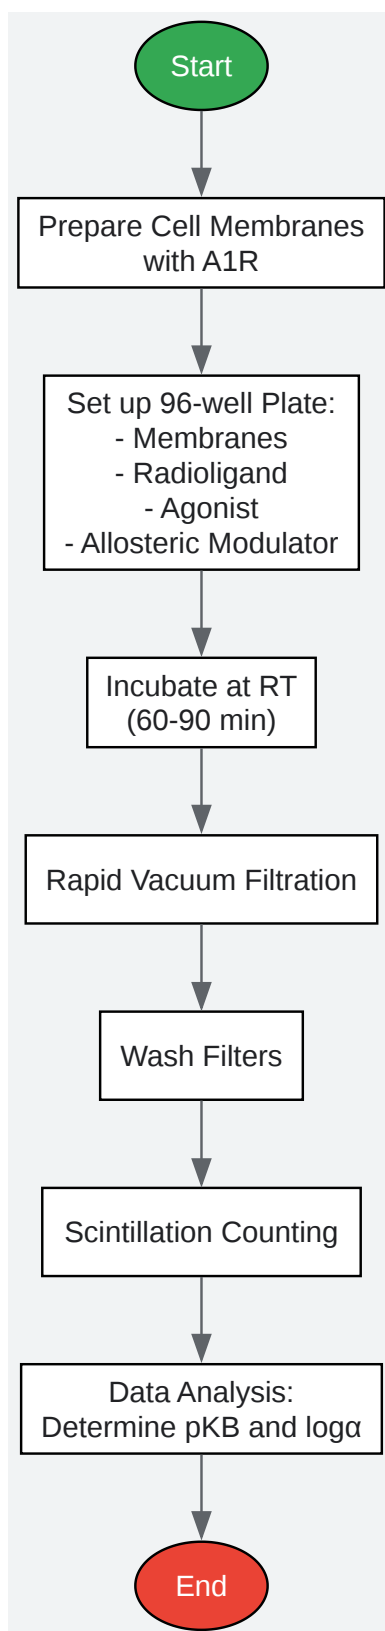 Start
Prepare Cell Membranes
with A1R
Set up 96-well Plate:
- Membranes
- Radioligand
- Agonist
- Allosteric Modulator
Incubate at RT
(60-90 min)
Rapid Vacuum Filtration
Wash Filters
Scintillation Counting
Data Analysis:
Determine pKB and logα
End